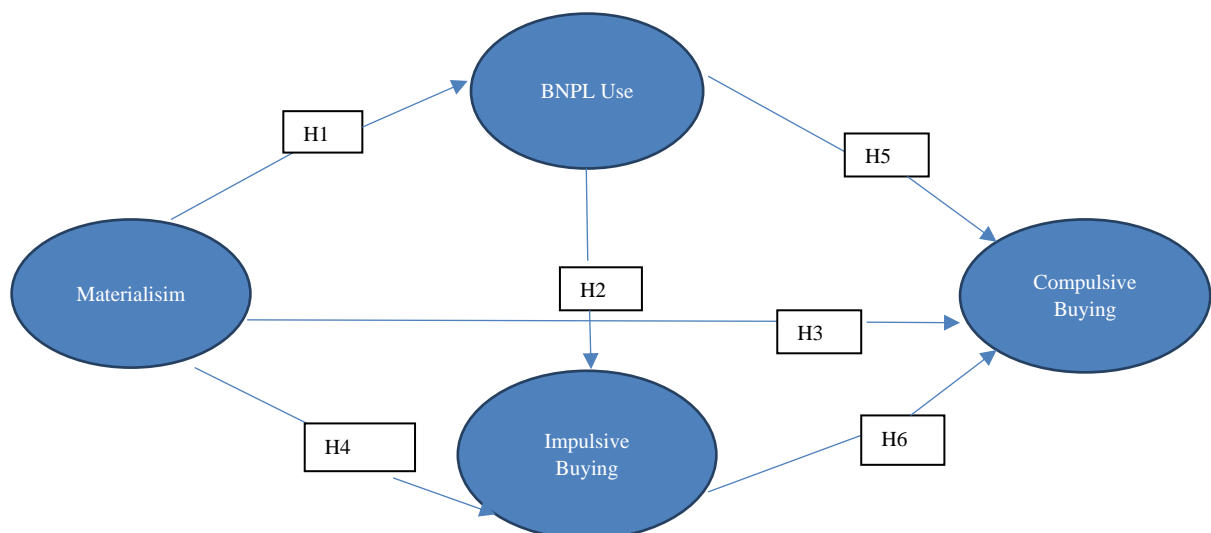 BNPL Use
H1
H5
Materialisim
H2
Compulsive
Buying
H3
H4
Impulsive
Buying
H6